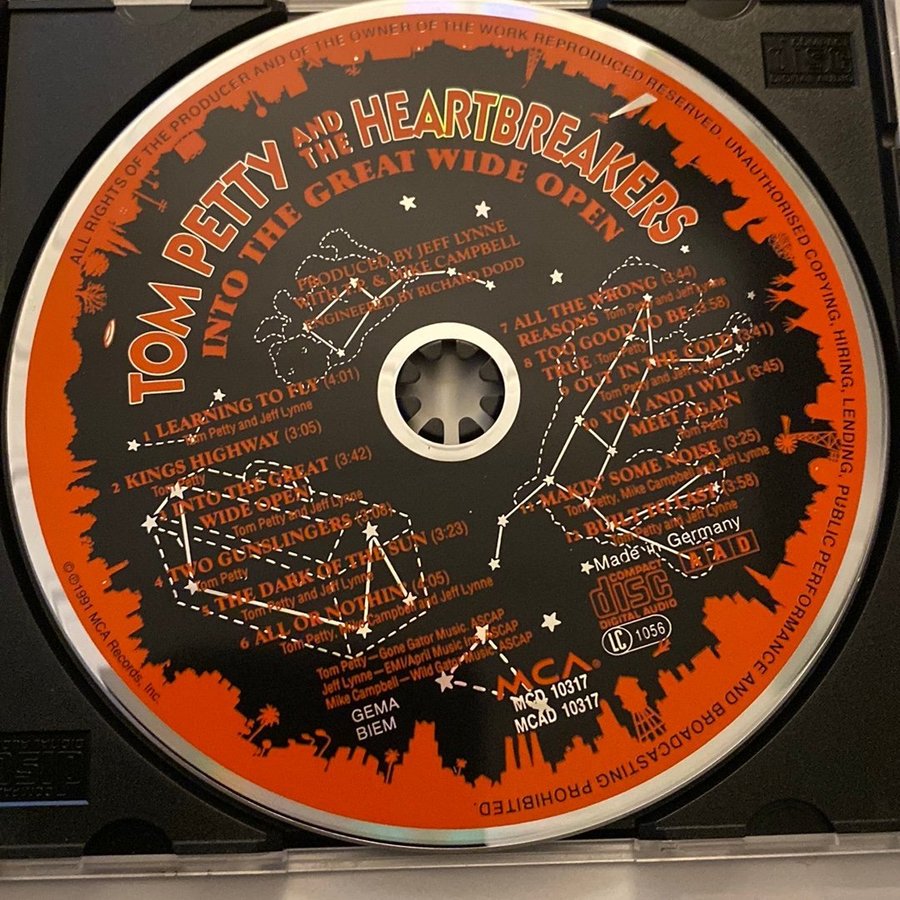 TOM PETTY AND THE HEARTBREAKERS
INTO THE GREAT WIDE OPEN
PRODUCED BY JEFF LYNNE
WITH T.P. & MIKE CAMPBELL
ENGINEERED BY RICHARD DODD
1 LEARNING TO FLY (4:01)
Tom Petty and Jeff Lynne
2 KINGS HIGHWAY (3:05)
Tom Petty
INTO THE GREAT (3:42)
WIDE OPEN
Tom Petty and Jeff Lynne
4 TWO GUNSLINGERS (3:08)
Tom Petty
5 THE DARK OF THE SUN (3:23)
Tom Petty and Jeff Lynne
6 ALL OR NOTHIN' (4:05)
Tom Petty, Mike Campbell and Jeff Lynne
7 ALL THE WRONG (3:44)
REASONS Tom Petty and Jeff Lynne
8 TOO GOOD TO BE (3:58)
TRUE Tom Petty
9 OUT IN THE COLD (3:41)
Tom Petty and Jeff Lynne
10 YOU AND I WILL (3:45)
MEET AGAIN
Tom Petty
11 MAKIN' SOME NOISE (3:25)
Tom Petty, Mike Campbell and Jeff Lynne
12 BUILT TO LAST (3:58)
Tom Petty and Jeff Lynne
Made in Germany
AAD
COMPACT
disc
DIGITAL AUDIO
LC 1056
Tom Petty — Gone Gator Music, ASCAP
Jeff Lynne — EMI/April Music Inc. ASCAP
Mike Campbell — Wild Gator Music, ASCAP
GEMA
BIEM
MCA®
MCD 10317
MCAD 10317
© ℗ 1991 MCA Records, Inc.
ALL RIGHTS OF THE PRODUCER AND OF THE OWNER OF THE WORK REPRODUCED RESERVED. UNAUTHORISED COPYING, HIRING, LENDING, PUBLIC PERFORMANCE AND BROADCASTING PROHIBITED.
COMPACT
DISC
DIGITAL AUDIO